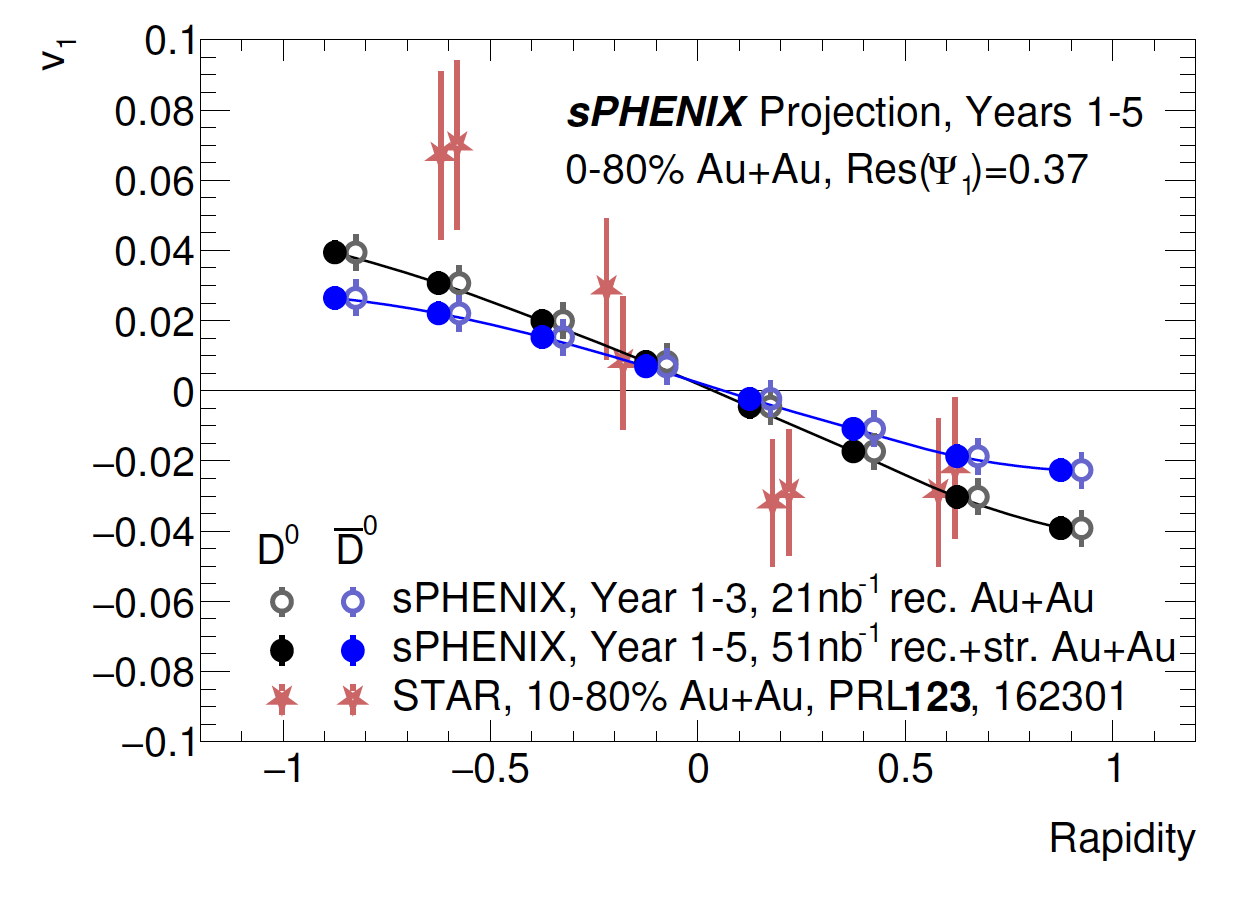 v1
0.1
0.08
0.06
0.04
0.02
0
−0.02
−0.04
−0.06
−0.08
−0.1
sPHENIX Projection, Years 1-5
0-80% Au+Au, Res(Ψ1)=0.37
D0 D̅0
sPHENIX, Year 1-3, 21nb-1 rec. Au+Au
sPHENIX, Year 1-5, 51nb-1 rec.+str. Au+Au
STAR, 10-80% Au+Au, PRL123, 162301
−1 −0.5 0 0.5 1
Rapidity